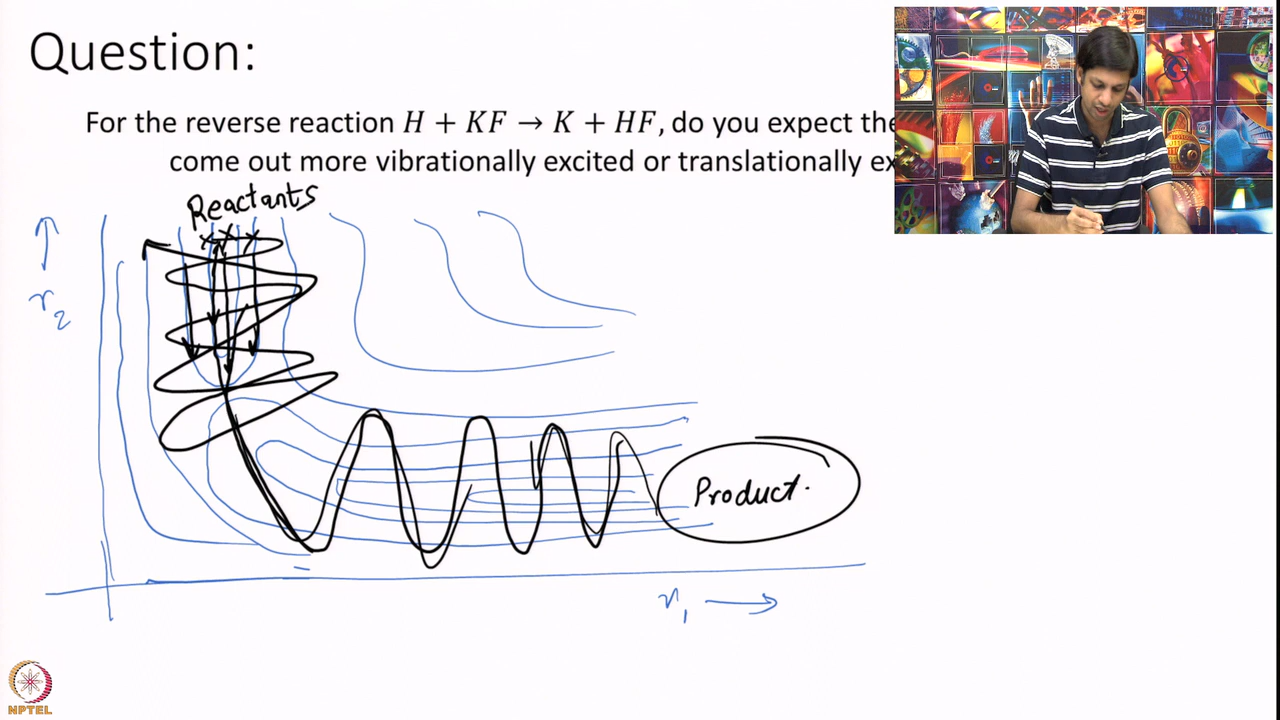 Question:
For the reverse reaction H + KF → K + HF, do you expect the
come out more vibrationally excited or translationally
Reactants
r₂
Product.
r₁
NPTEL